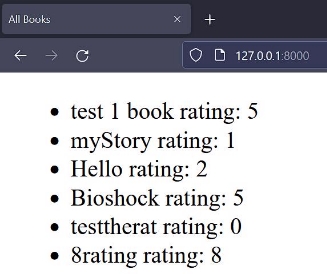 All Books
127.0.0.1:8000
test 1 book rating: 5
myStory rating: 1
Hello rating: 2
Bioshock rating: 5
testtherat rating: 0
8rating rating: 8